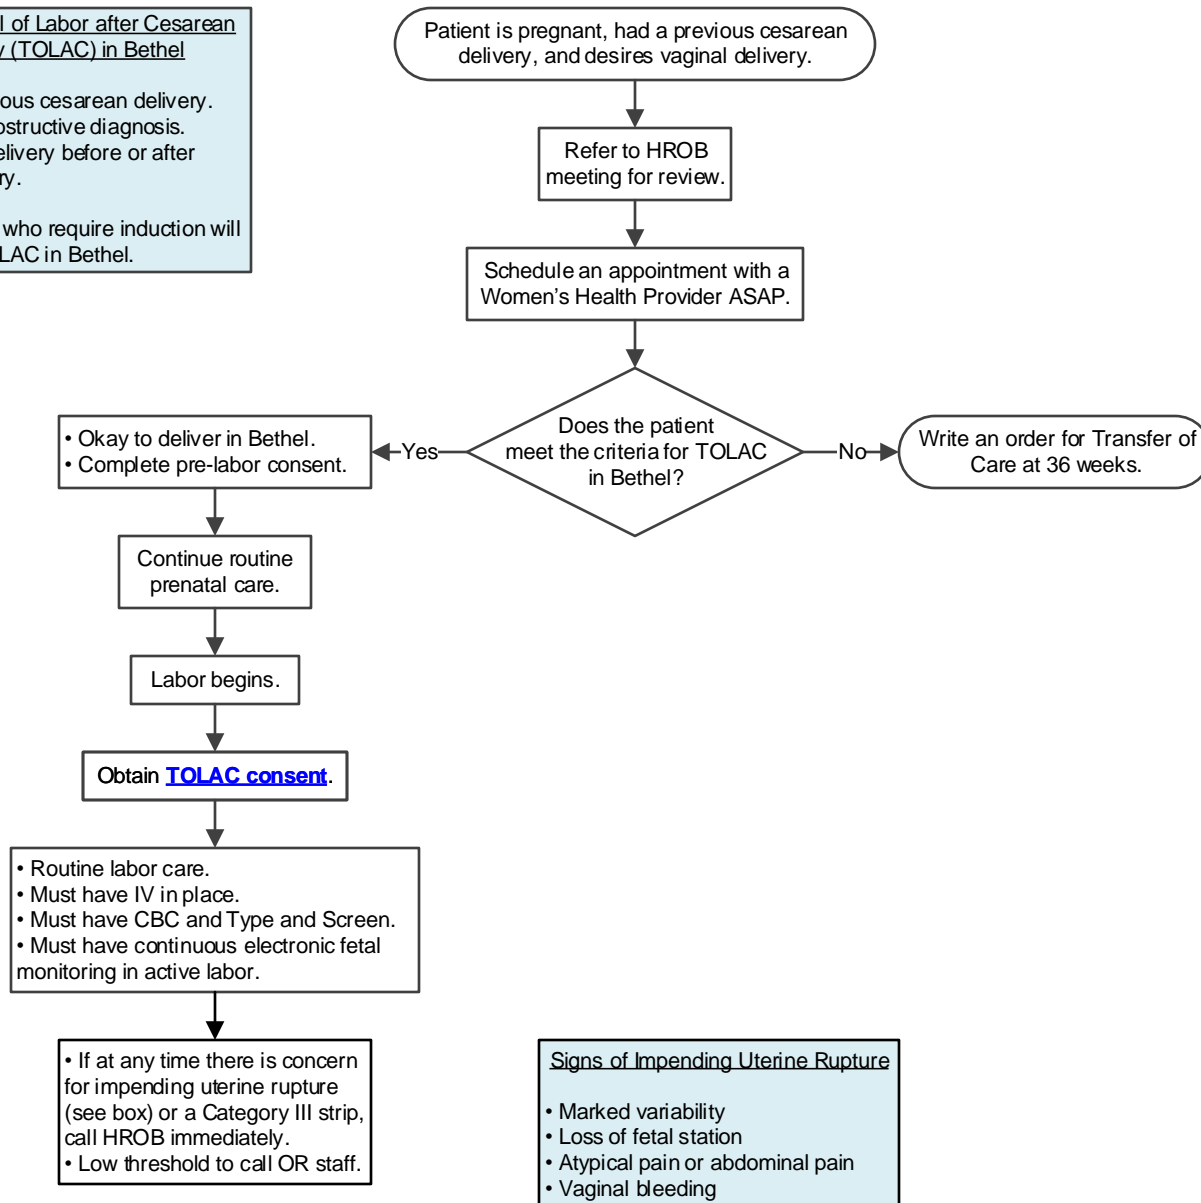 l of Labor after Cesarean
y (TOLAC) in Bethel
ous cesarean delivery.
ostructive diagnosis.
elivery before or after
ry.
who require induction will
LAC in Bethel.
Patient is pregnant, had a previous cesarean
delivery, and desires vaginal delivery.
Refer to HROB
meeting for review.
Schedule an appointment with a
Women's Health Provider ASAP.
Does the patient
meet the criteria for TOLAC
in Bethel?
Yes
No
• Okay to deliver in Bethel.
• Complete pre-labor consent.
Write an order for Transfer of
Care at 36 weeks.
Continue routine
prenatal care.
Labor begins.
Obtain TOLAC consent.
• Routine labor care.
• Must have IV in place.
• Must have CBC and Type and Screen.
• Must have continuous electronic fetal
monitoring in active labor.
• If at any time there is concern
for impending uterine rupture
(see box) or a Category III strip,
call HROB immediately.
• Low threshold to call OR staff.
Signs of Impending Uterine Rupture
• Marked variability
• Loss of fetal station
• Atypical pain or abdominal pain
• Vaginal bleeding